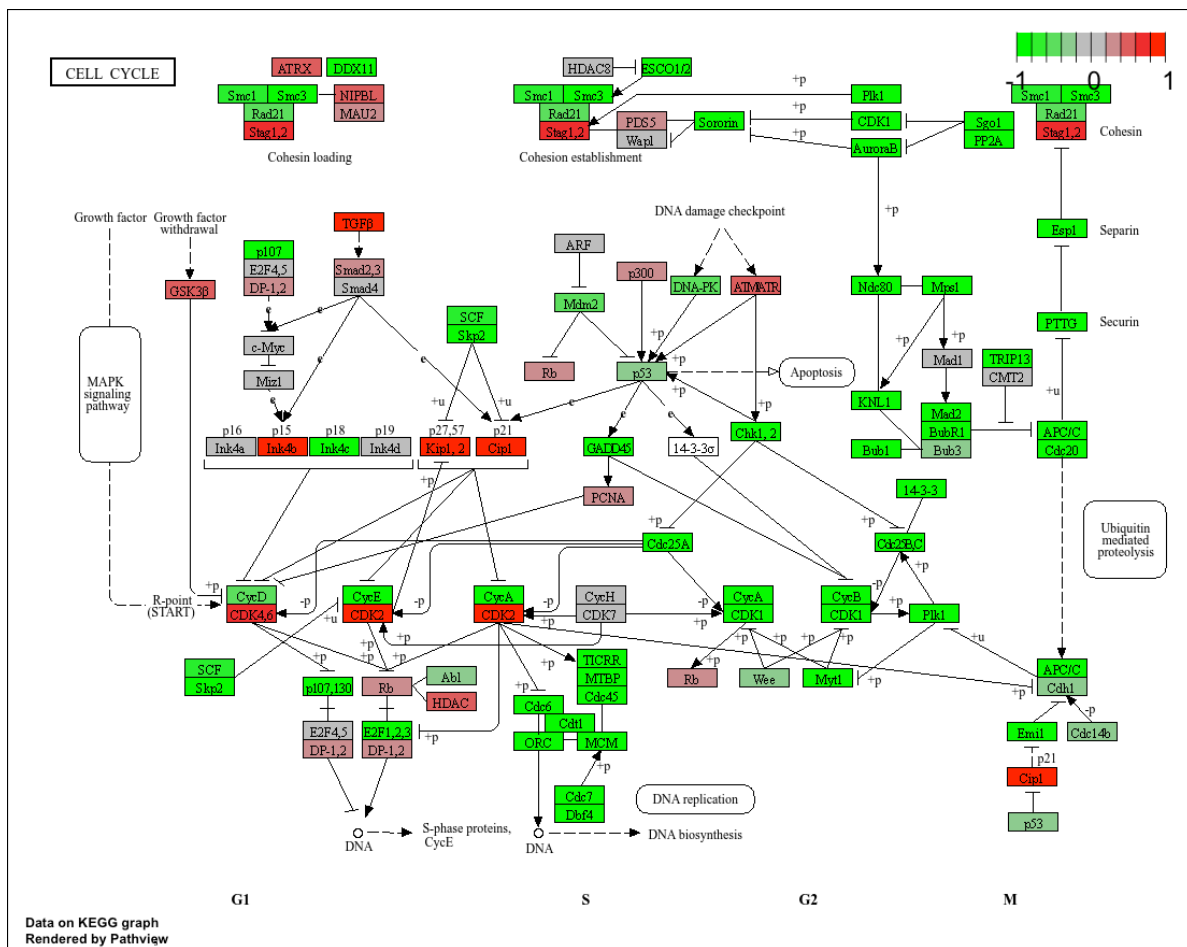 CELL CYCLE
-1 0 1
ATRX DDX11
Smc1 Smc3 NIPBL
Rad21 MAU2
Stag1,2
Cohesin loading
HDAC8 ESCO1/2
Smc1 Smc3
Rad21 PDS5 Sororin
Stag1,2 Wapl
Cohesion establishment
+p
Plk1
+p
CDK1
+p
AuroraB
Sgo1
PP2A
Smc1 Smc3
Rad21
Stag1,2
Cohesin
Growth factor
Growth factor
withdrawal
TGFβ
GSK3β
p107
E2F4,5
DP-1,2
Smad2,3
Smad4
e e e
c-Myc
Miz1
MAPK
signaling
pathway
SCF
Skp2
+u +u
DNA damage checkpoint
ARF
p300
DNA-PK
ATM/ATR
Mdm2
Rb
p53
+p +p +p
Apoptosis
e e e
+p
Esp1
Separin
+p
Ndc80 Mps1
PTTG
Securin
+p +p
Mad1
TRIP13
CMT2
+u
KNL1
Mad2
BubR1
Bub1 Bub3
APC/C
Cdc20
p16 p15 p18 p19
Ink4a Ink4b Ink4c Ink4d
p27,57 p21
Kip1, 2 Cip1
+p
GADD45
14-3-3σ
Chk1, 2
+p
PCNA
14-3-3
+p
Cdc25A
+p
Cdc25B,C
Ubiquitin
mediated
proteolysis
R-point
(START)
+p
CycD
CDK4,6
-p
CycE
CDK2
-p
CycA
CDK2
-p
+p
CycH
CDK7
-p
+p
CycA
CDK1
CycB
CDK1
-p
+p
+p
Plk1
+u
+u
+p +p +p +p +p
+p +p +p +p
SCF
Skp2
p107,130
Rb
Abl
HDAC
+p
TICRR
MTBP
Cdc45
Cdc6
Cdt1
ORC MCM
Rb
Wee
Myt1
+p
APC/C
Cdh1
-p
E2F4,5
DP-1,2
E2F1,2,3
DP-1,2
+p
+p
Cdc7
Dbf4
Emi1
Cdc14b
p21
Cip1
p53
DNA replication
DNA
S-phase proteins,
CycE
DNA
DNA biosynthesis
G1 S G2 M
Data on KEGG graph
Rendered by Pathview